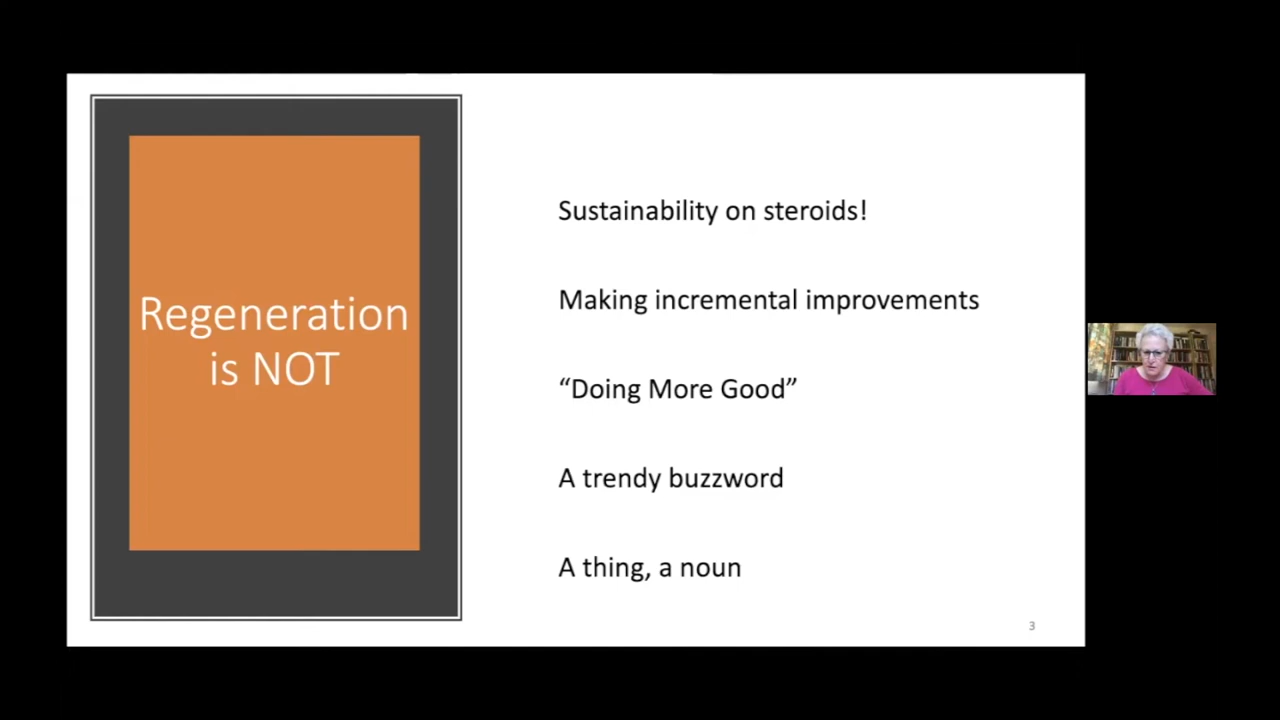 Regeneration
is NOT
Sustainability on steroids!
Making incremental improvements
“Doing More Good”
A trendy buzzword
A thing, a noun
3